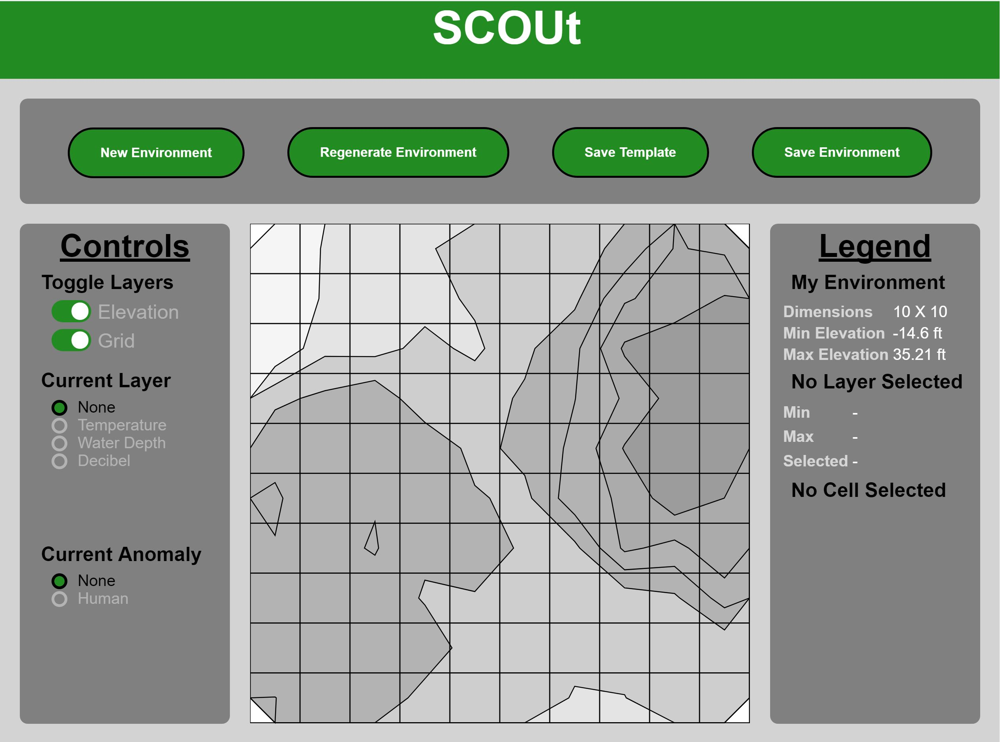 SCOUt
New Environment
Regenerate Environment
Save Template
Save Environment
Controls
Toggle Layers
Elevation
Grid
Current Layer
None
Temperature
Water Depth
Decibel
Current Anomaly
None
Human
Legend
My Environment
Dimensions 10 X 10
Min Elevation -14.6 ft
Max Elevation 35.21 ft
No Layer Selected
Min -
Max -
Selected -
No Cell Selected